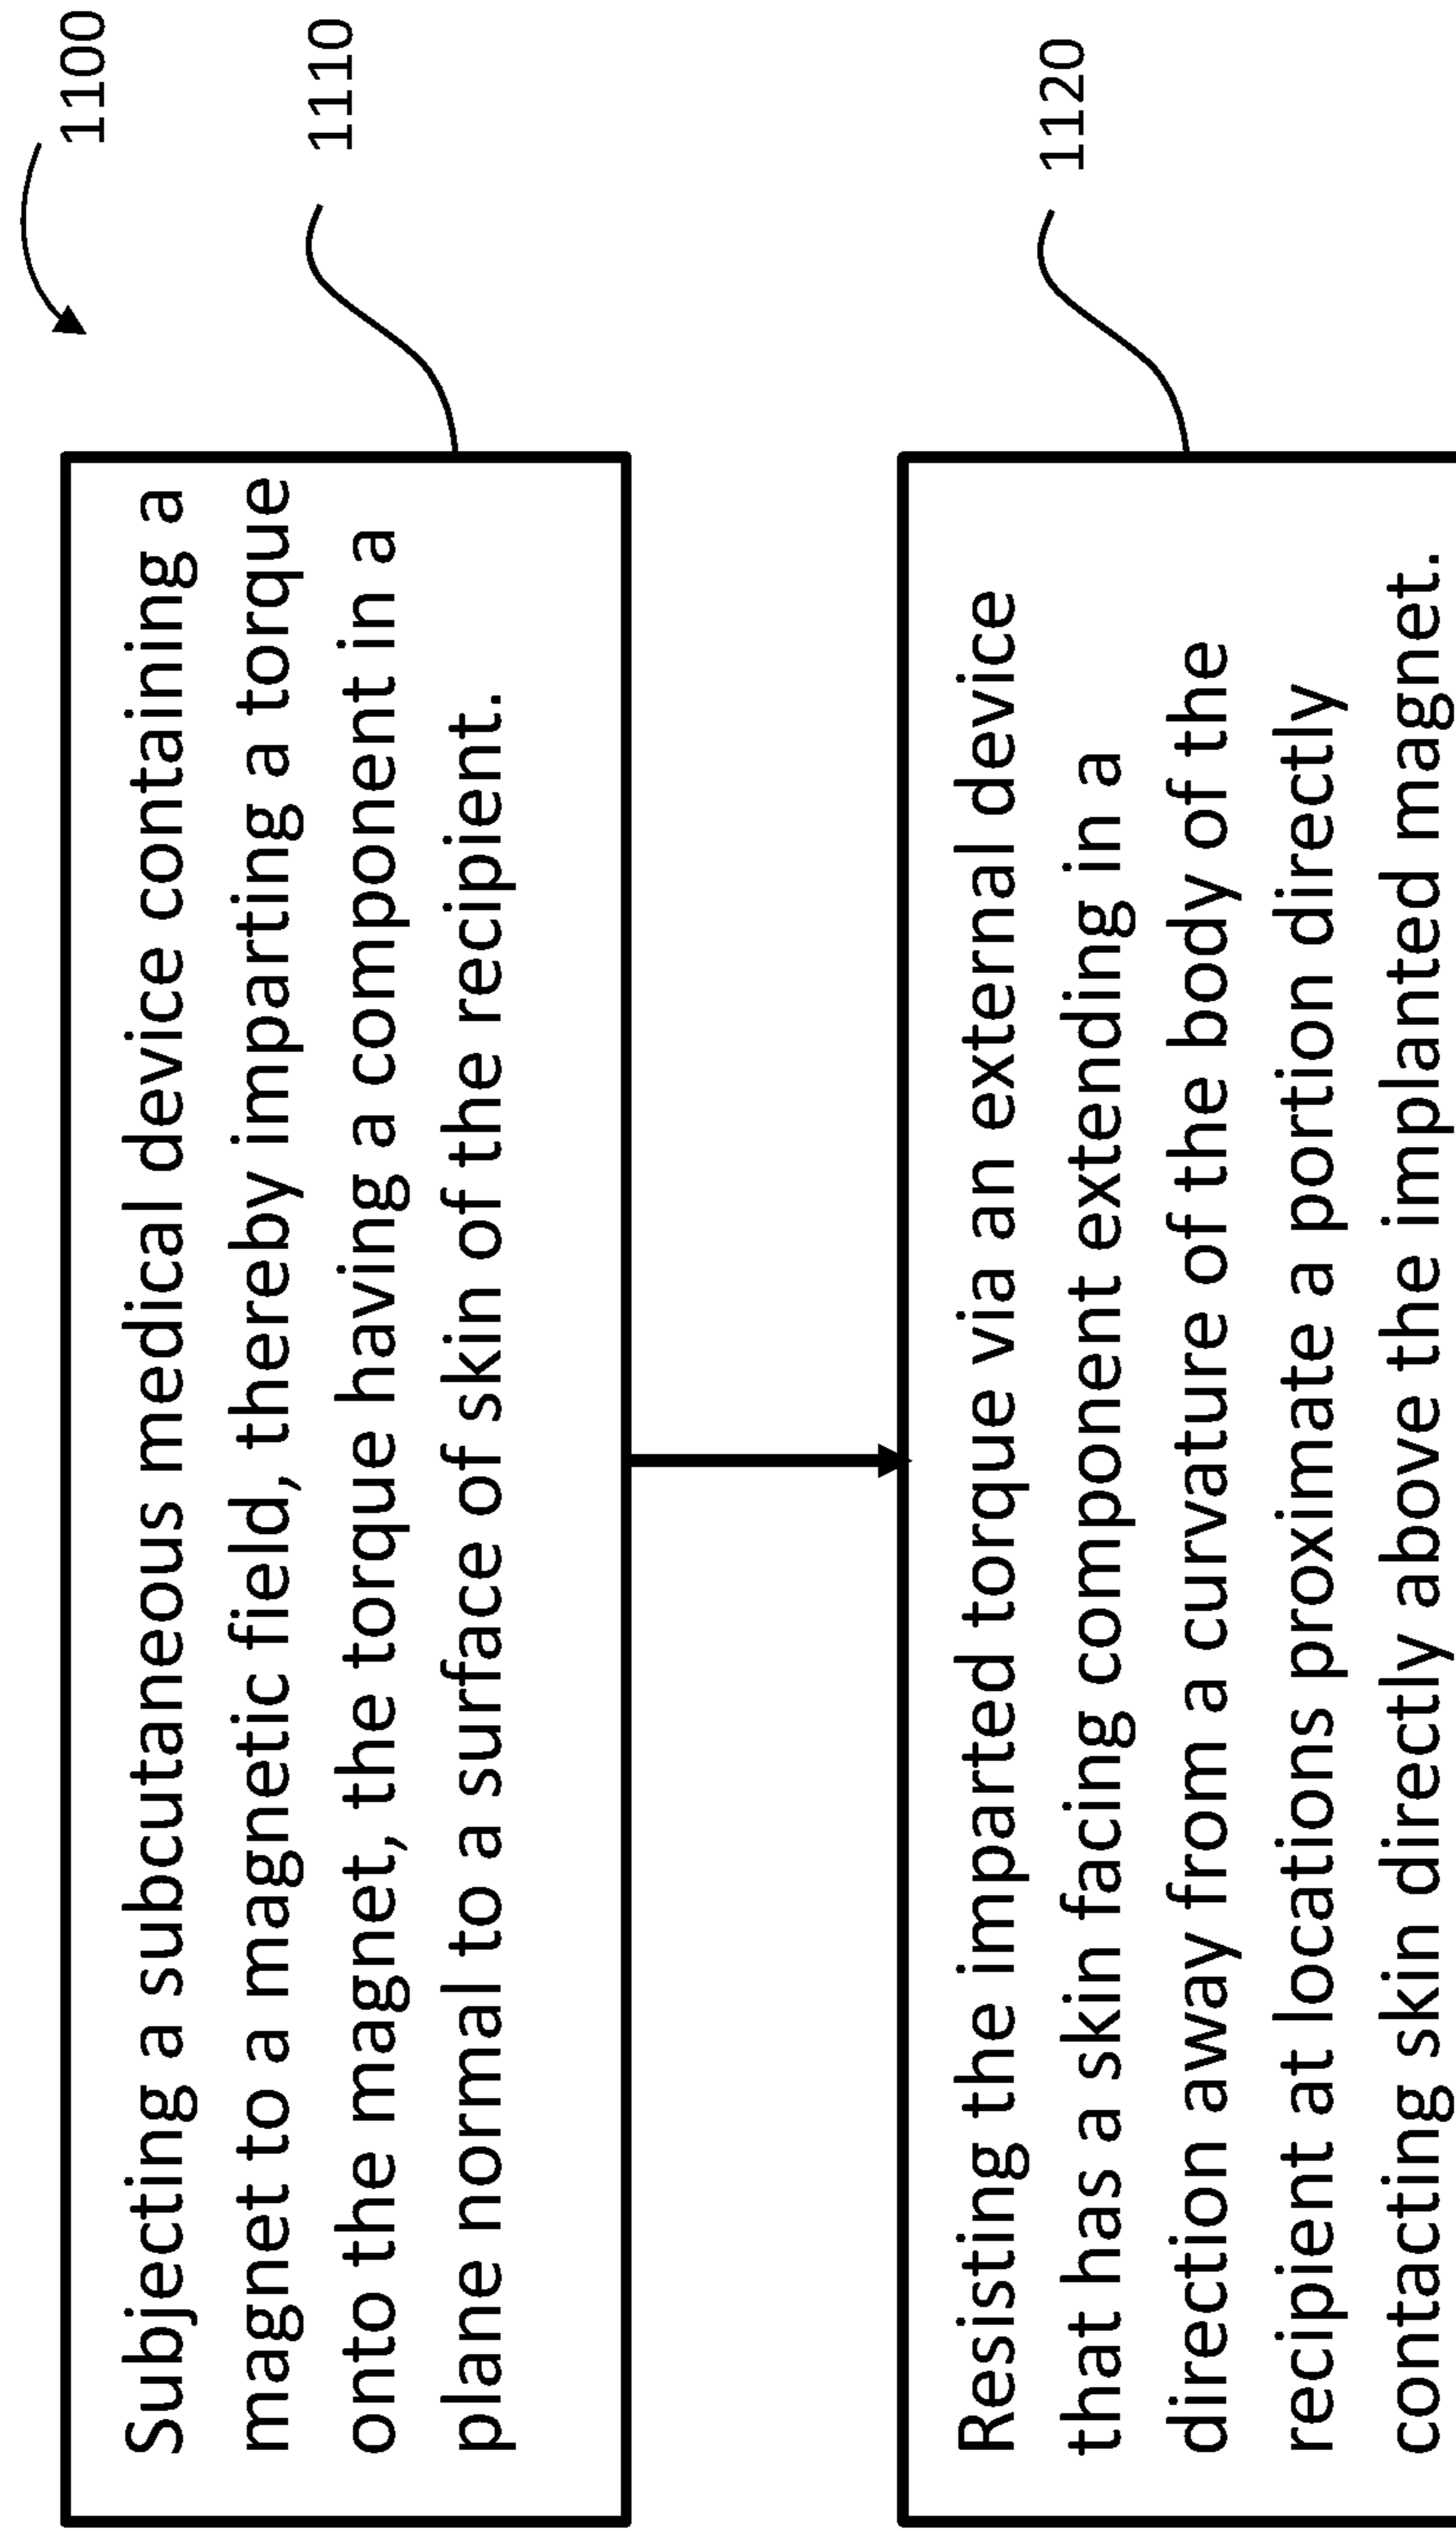 1100
1110
Subjecting a subcutaneous medical device containing a
magnet to a magnetic field, thereby imparting a torque
onto the magnet, the torque having a component in a
plane normal to a surface of skin of the recipient.
1120
Resisting the imparted torque via an external device
that has a skin facing component extending in a
direction away from a curvature of the body of the
recipient at locations proximate a portion directly
contacting skin directly above the implanted magnet.